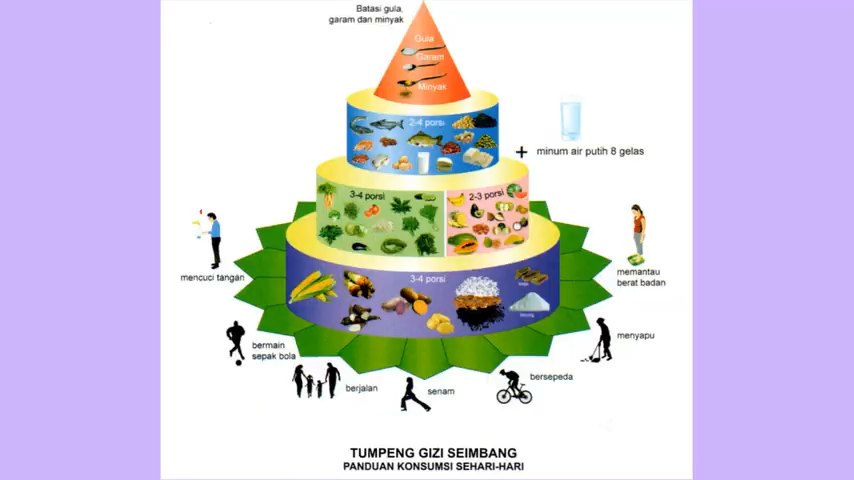 Batasi gula,
garam dan minyak
Gula
Garam
Minyak
2-4 porsi
+ minum air putih 8 gelas
3-4 porsi
2-3 porsi
mencuci tangan
memantau
berat badan
3-4 porsi
bermain
sepak bola
menyapu
berjalan
senam
bersepeda
TUMPENG GIZI SEIMBANG
PANDUAN KONSUMSI SEHARI-HARI